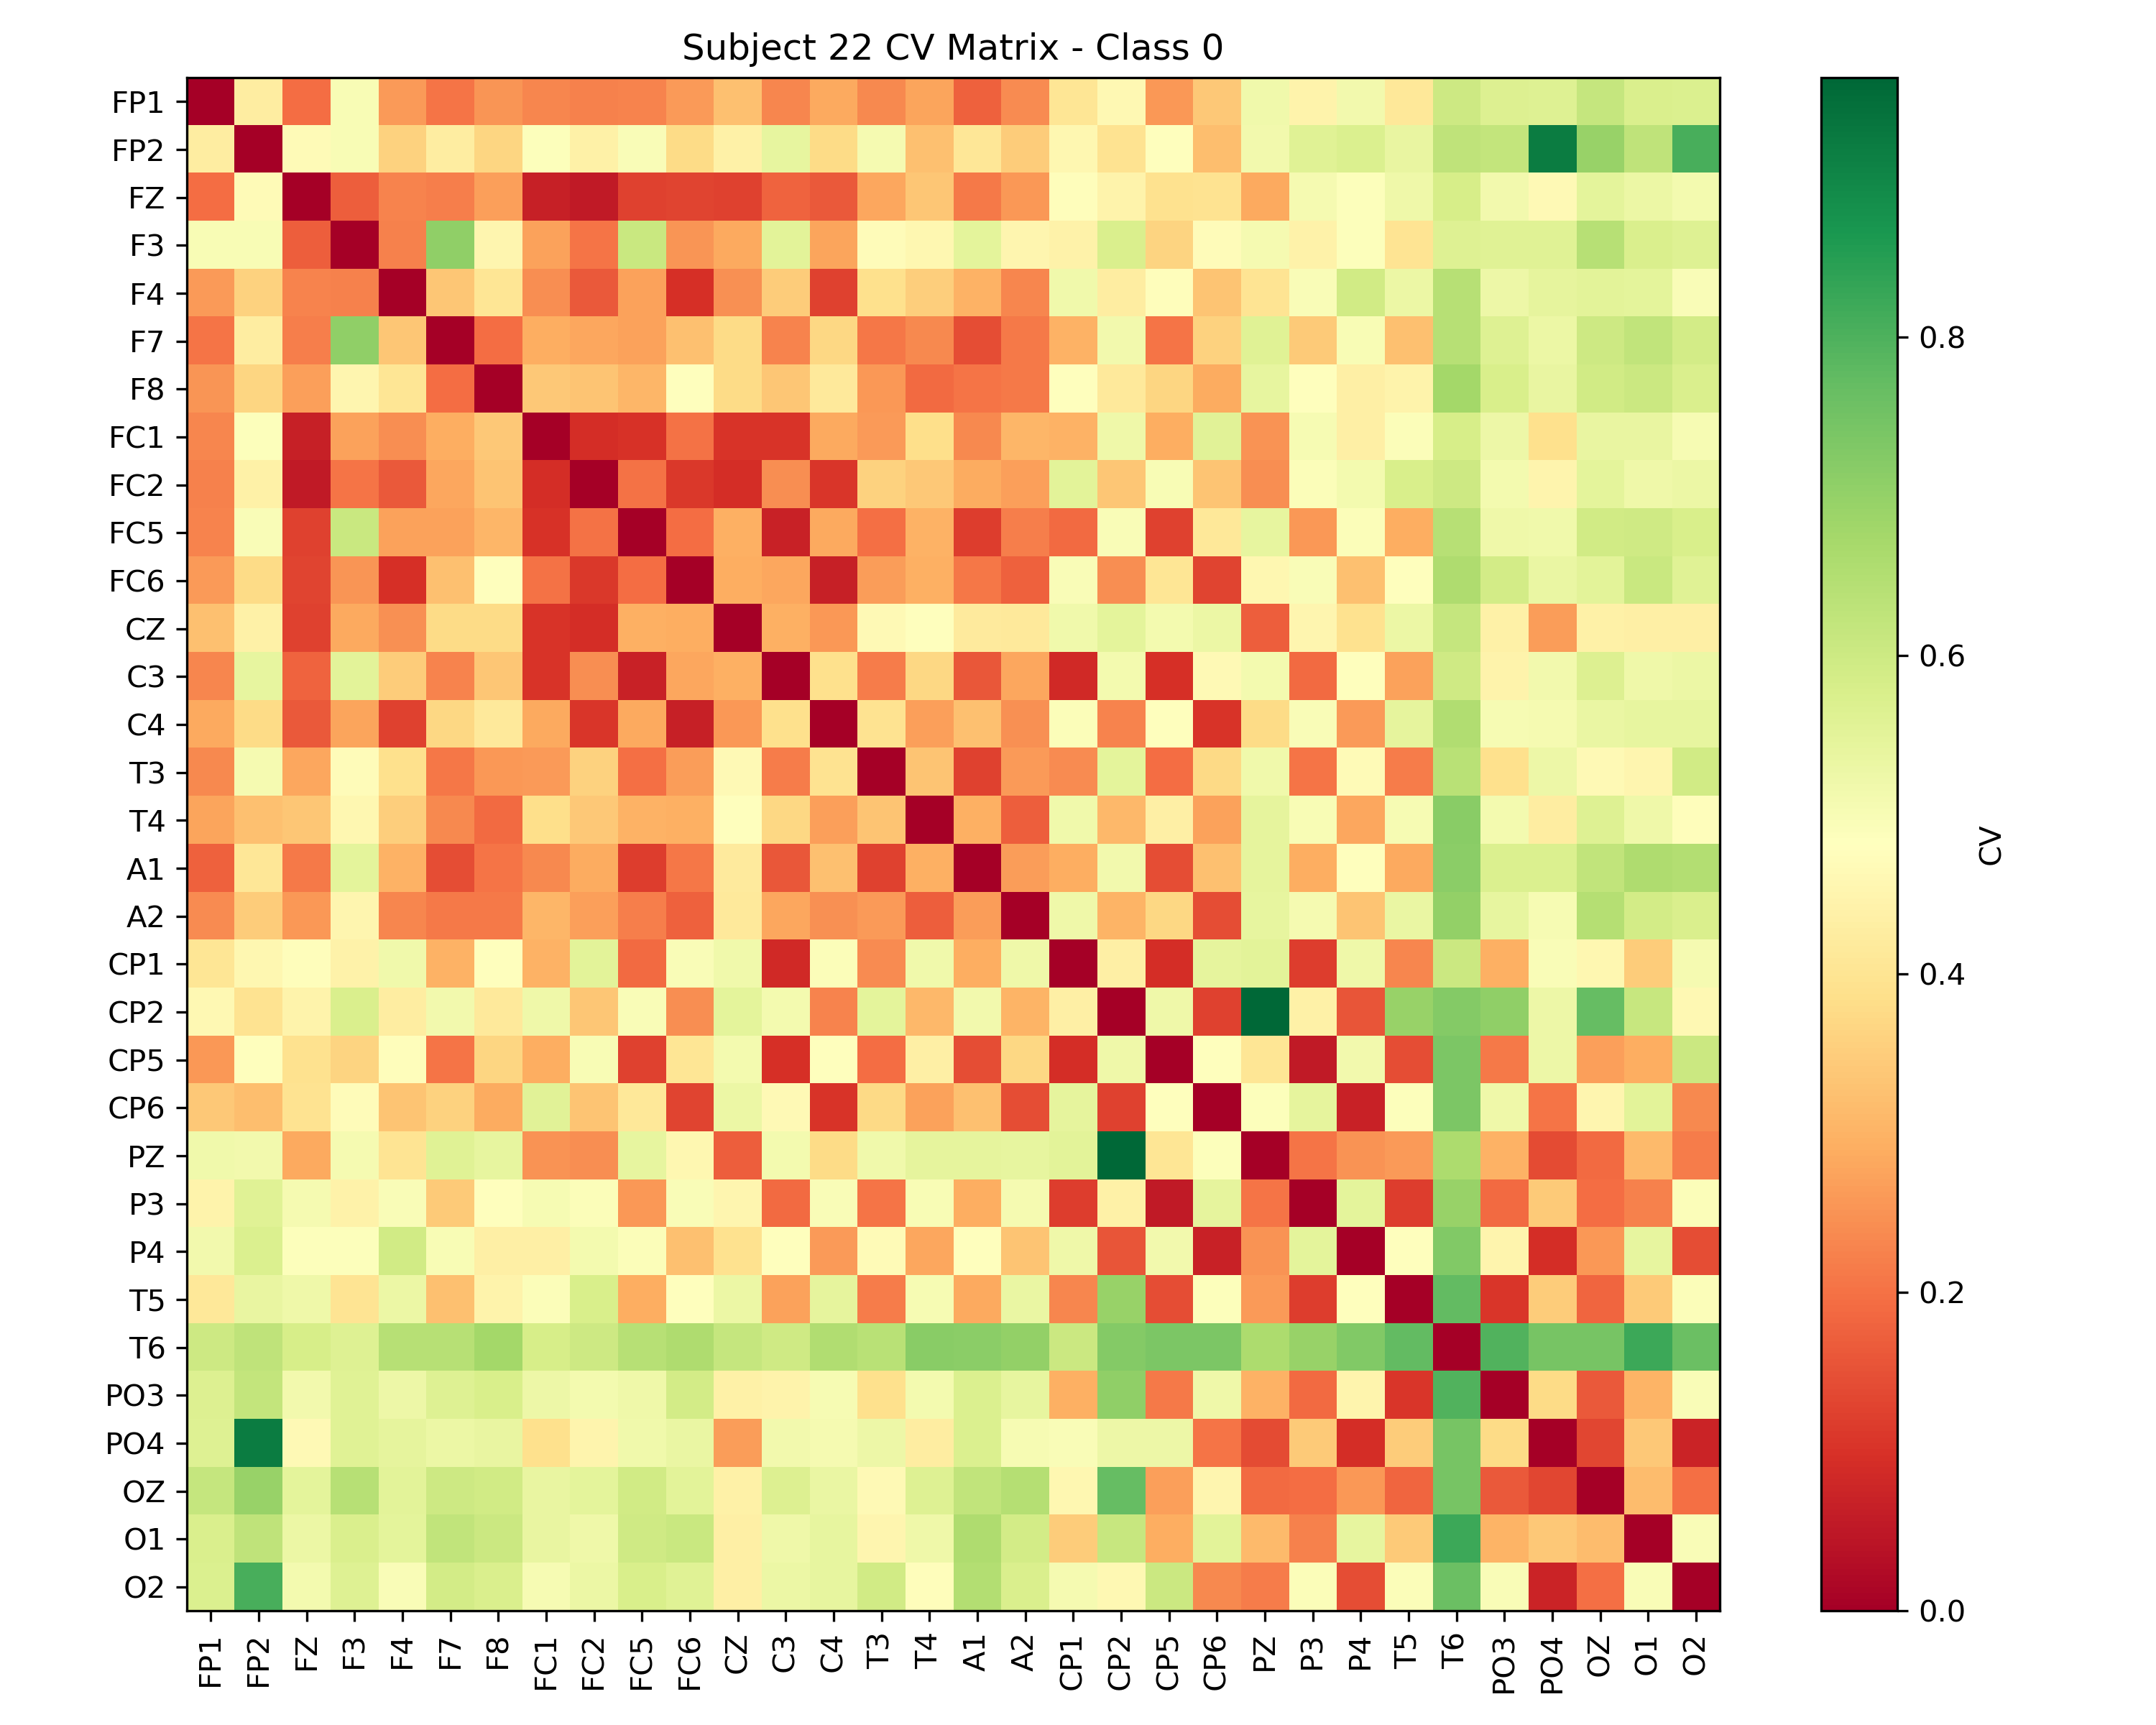 Subject 22 CV Matrix - Class 0
FP1
FP2
FZ
F3
F4
F7
F8
FC1
FC2
FC5
FC6
CZ
C3
C4
T3
T4
A1
A2
CP1
CP2
CP5
CP6
PZ
P3
P4
T5
T6
PO3
PO4
OZ
O1
O2
FP1 FP2 FZ F3 F4 F7 F8 FC1 FC2 FC5 FC6 CZ C3 C4 T3 T4 A1 A2 CP1 CP2 CP5 CP6 PZ P3 P4 T5 T6 PO3 PO4 OZ O1 O2
0.8
0.6
0.4
0.2
0.0
CV